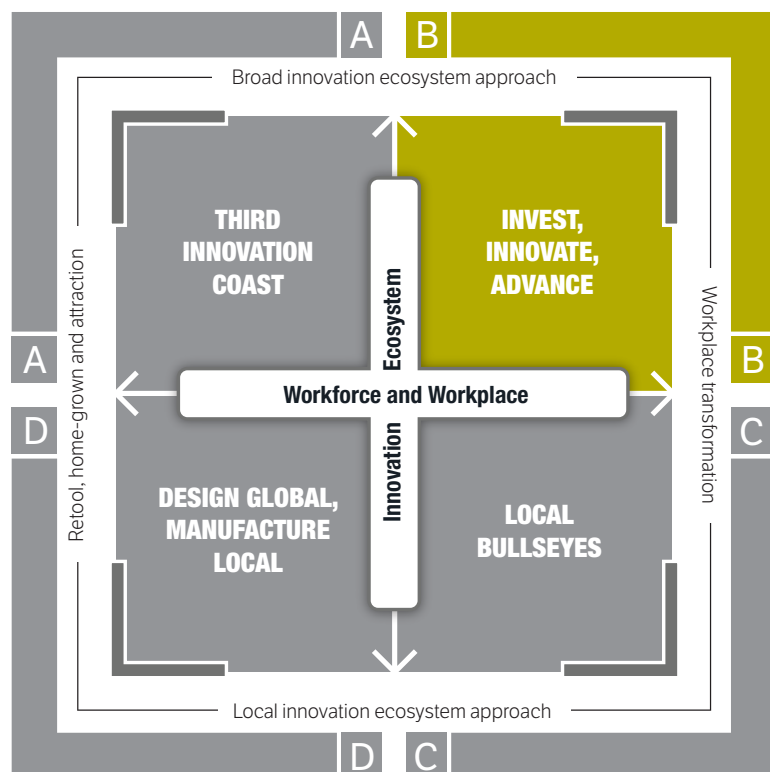 A
B
Broad innovation ecosystem approach
THIRD
INNOVATION
COAST
INVEST,
INNOVATE,
ADVANCE
Retool, home-grown and attraction
Workplace transformation
A
B
Innovation Ecosystem
Workforce and Workplace
D
C
DESIGN GLOBAL,
MANUFACTURE
LOCAL
LOCAL
BULLSEYES
Local innovation ecosystem approach
D
C